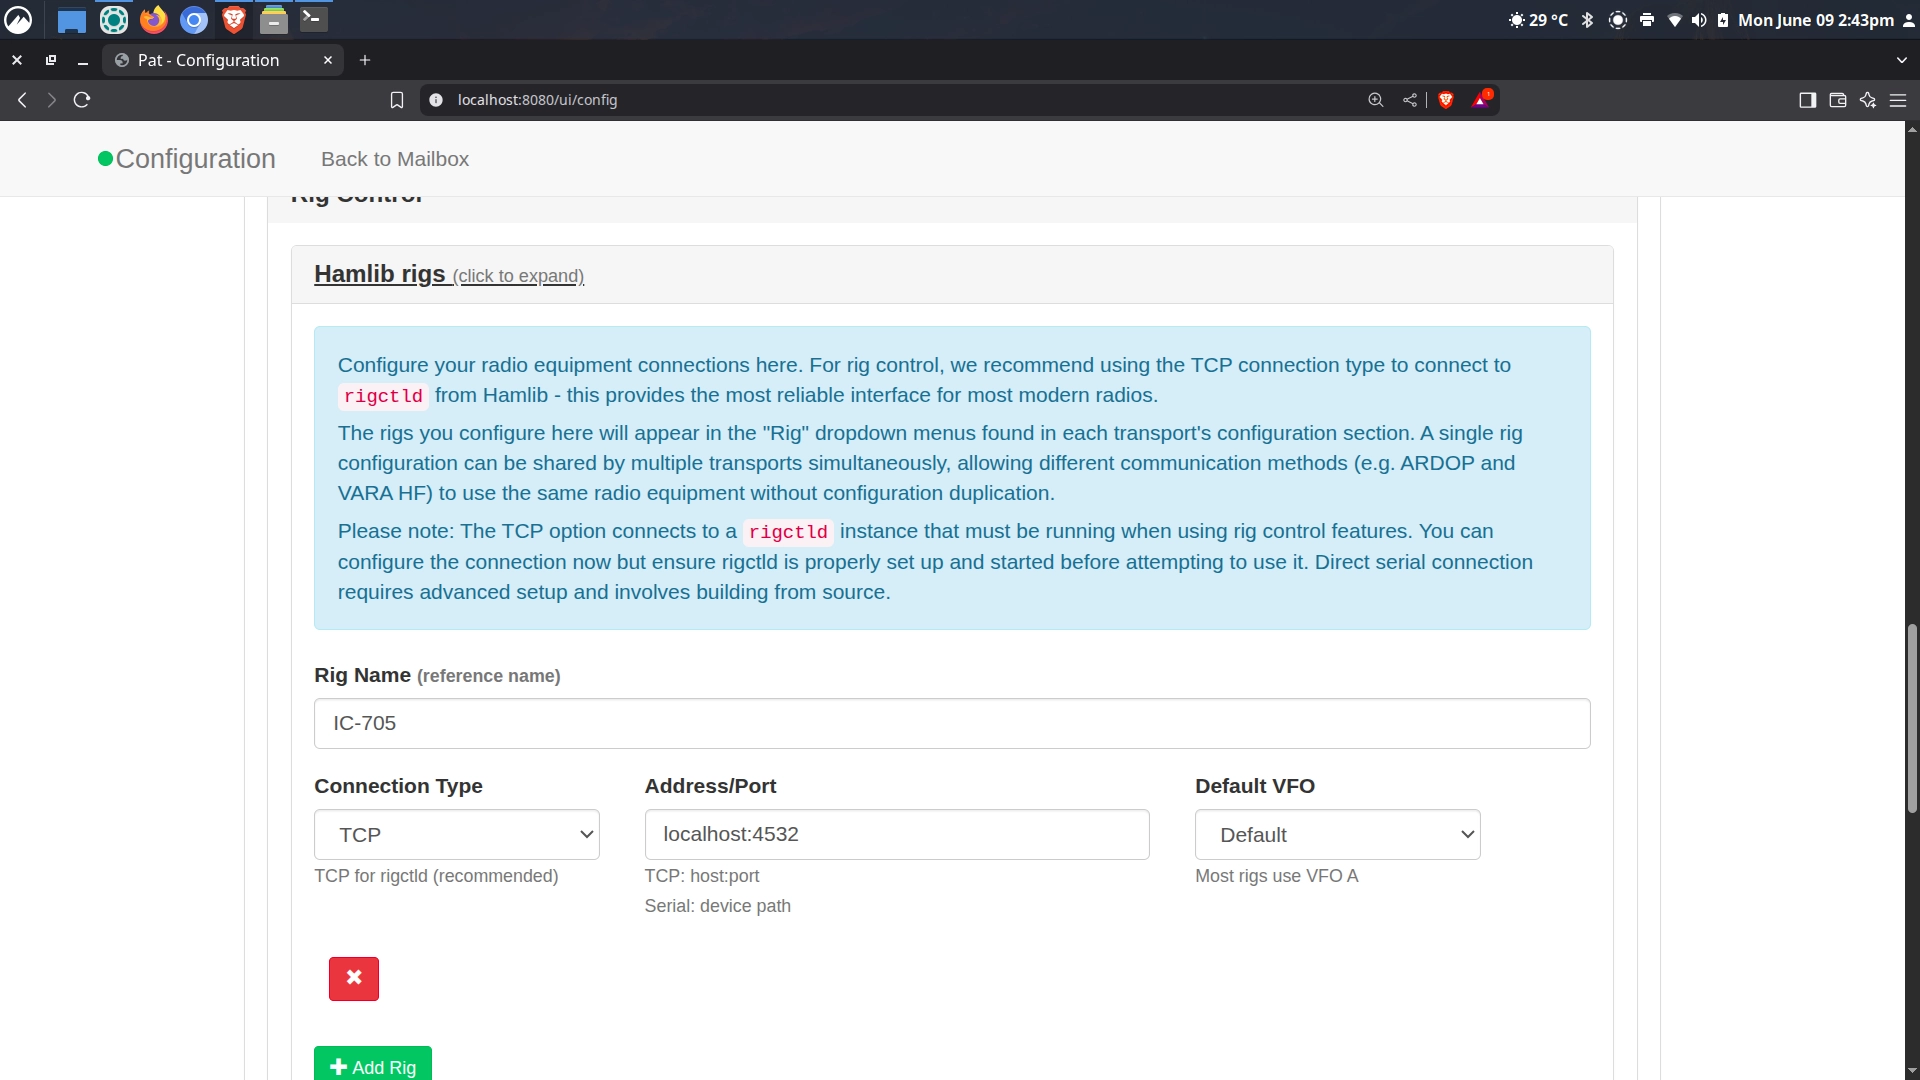 29 °C
Mon June 09 2:43pm
Pat - Configuration
localhost:8080/ui/config
Configuration
Back to Mailbox
Rig Control
Hamlib rigs (click to expand)
Configure your radio equipment connections here. For rig control, we recommend using the TCP connection type to connect to
rigctld from Hamlib - this provides the most reliable interface for most modern radios.
The rigs you configure here will appear in the "Rig" dropdown menus found in each transport's configuration section. A single rig
configuration can be shared by multiple transports simultaneously, allowing different communication methods (e.g. ARDOP and
VARA HF) to use the same radio equipment without configuration duplication.
Please note: The TCP option connects to a rigctld instance that must be running when using rig control features. You can
configure the connection now but ensure rigctld is properly set up and started before attempting to use it. Direct serial connection
requires advanced setup and involves building from source.
Rig Name (reference name)
IC-705
Connection Type
Address/Port
Default VFO
TCP
localhost:4532
Default
TCP for rigctld (recommended)
TCP: host:port
Most rigs use VFO A
Serial: device path
Add Rig